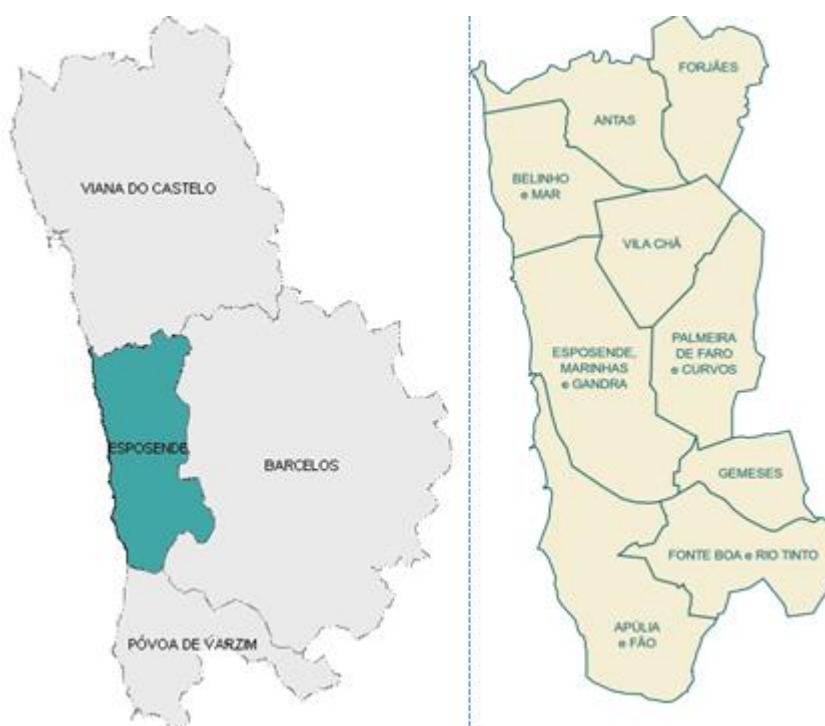 VIANA DO CASTELO
ESPOSENDE
BARCELOS
PÓVOA DE VARZIM
FORJÃES
ANTAS
BELINHO
e MAR
VILA CHÃ
ESPOSENDE,
MARINHAS
e GANDRA
PALMEIRA
DE FARO
e CURVOS
GEMESES
FONTE BOA e RIO TINTO
APÚLIA
e FÃO